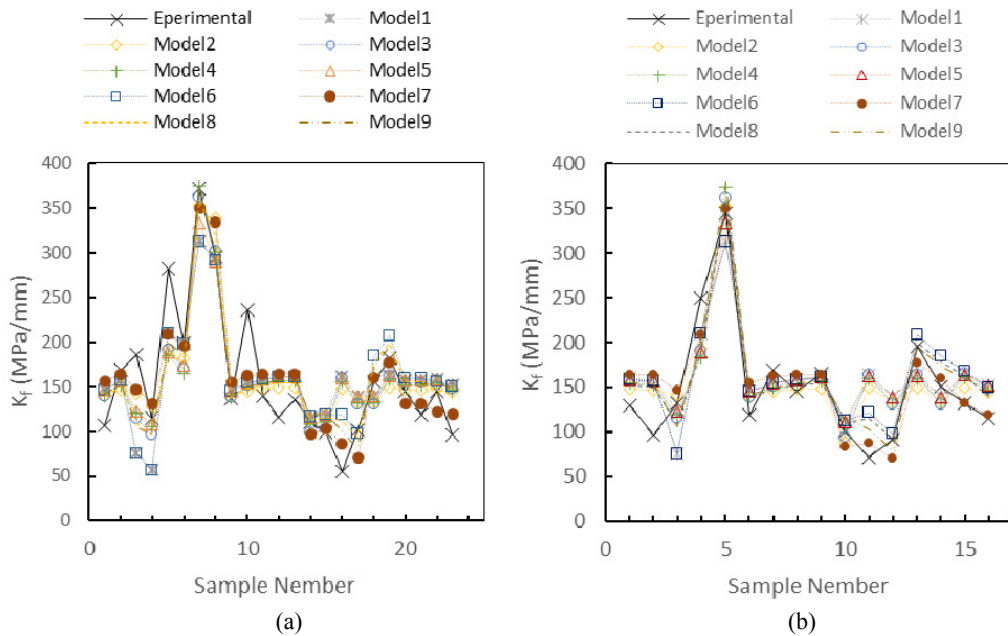 Eperimental Model1
Model2 Model3
Model4 Model5
Model6 Model7
Model8 Model9
400
350
300
250
200
150
100
50
0
0 10 20
Kf (MPa/mm)
Sample Nember
(a)
Experimental Model1
Model2 Model3
Model4 Model5
Model6 Model7
Model8 Model9
400
350
300
250
200
150
100
50
0
0 5 10 15
Kf (MPa/mm)
Sample Nember
(b)